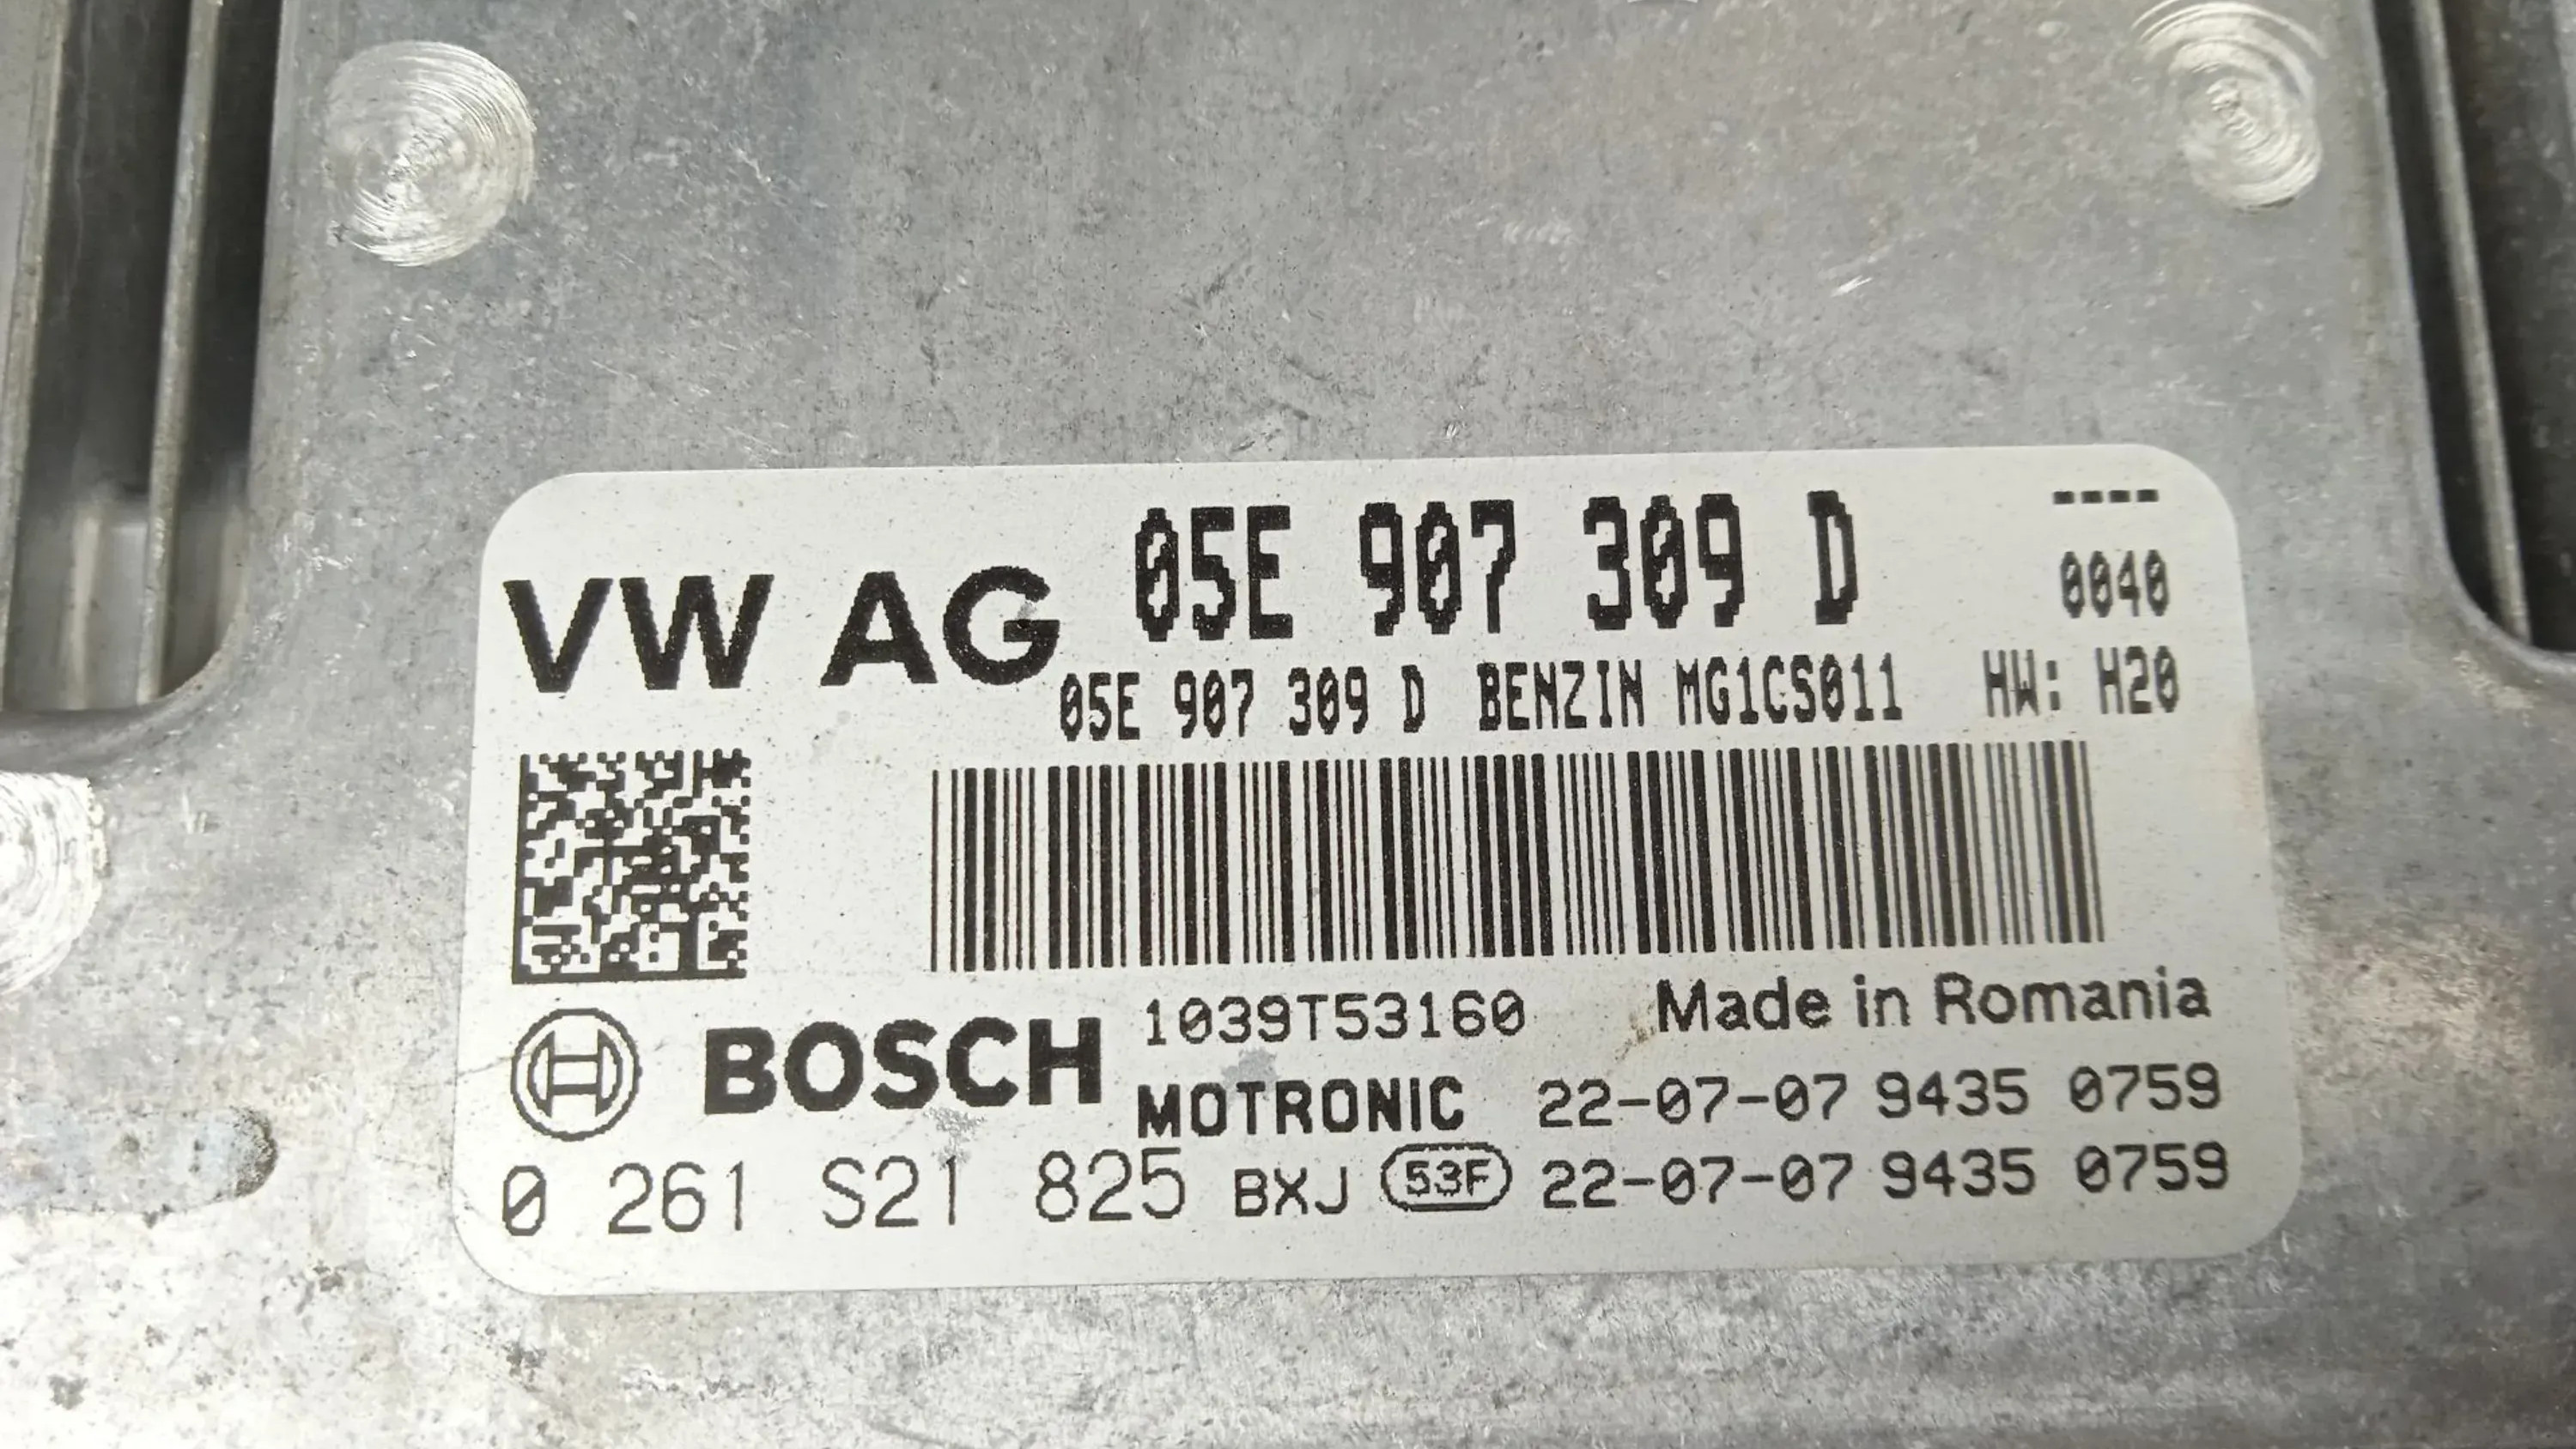 VW AG 05E 907 309 D ----
0040
05E 907 309 D BENZIN MG1CS011 HW: H20
BOSCH 1039T53160 Made in Romania
MOTRONIC 22-07-07 9435 0759
0 261 S21 825 BXJ 53F 22-07-07 9435 0759